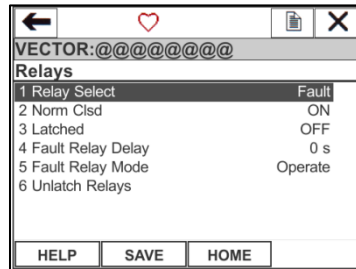 VECTOR:@@@@@@@@
Relays
1 Relay Select Fault
2 Norm Clsd ON
3 Latched OFF
4 Fault Relay Delay 0 s
5 Fault Relay Mode Operate
6 Unlatch Relays
HELP SAVE HOME